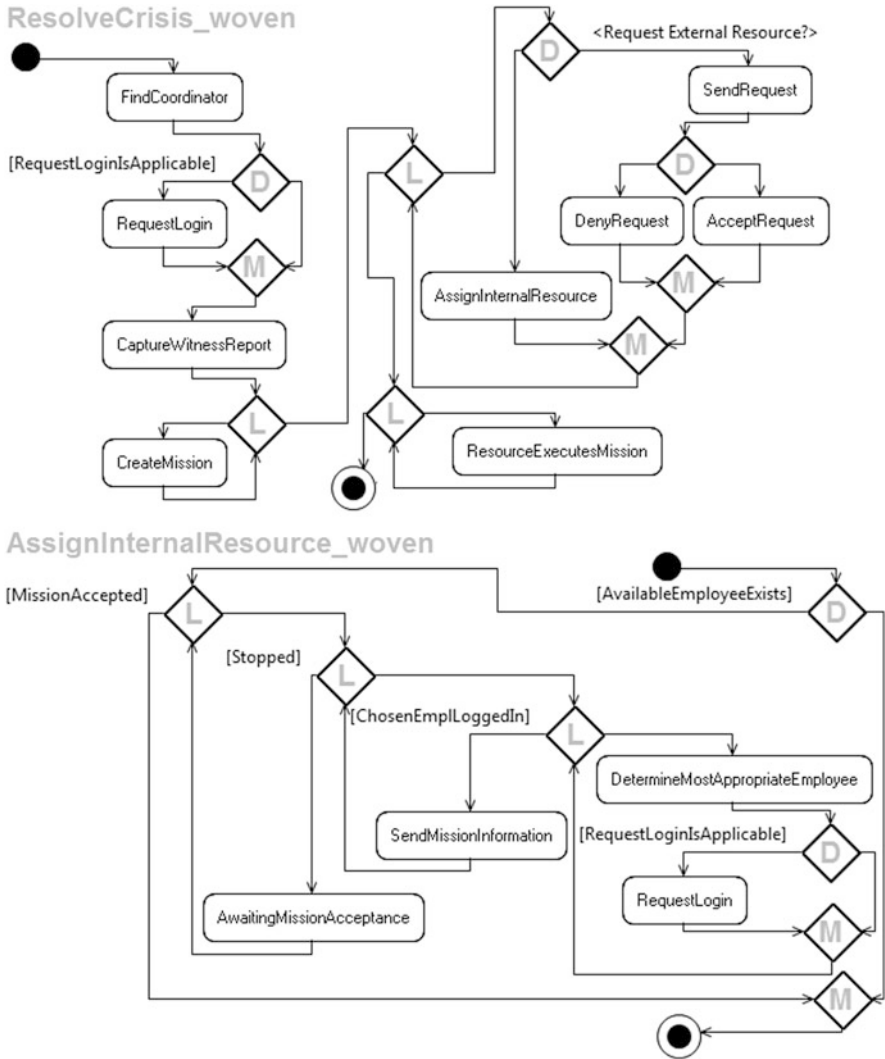 ResolveCrisis_woven
D
<Request External Resource?>
FindCoordinator
SendRequest
[RequestLoginIsApplicable]
D
L
D
RequestLogin
DenyRequest
AcceptRequest
M
M
AssignInternalResource
CaptureWitnessReport
M
L
L
CreateMission
ResourceExecutesMission
AssignInternalResource_woven
[MissionAccepted]
[AvailableEmployeeExists]
L
D
[Stopped]
L
[ChosenEmplLoggedIn]
L
DetermineMostAppropriateEmployee
SendMissionInformation
[RequestLoginIsApplicable]
D
RequestLogin
AwaitingMissionAcceptance
M
M